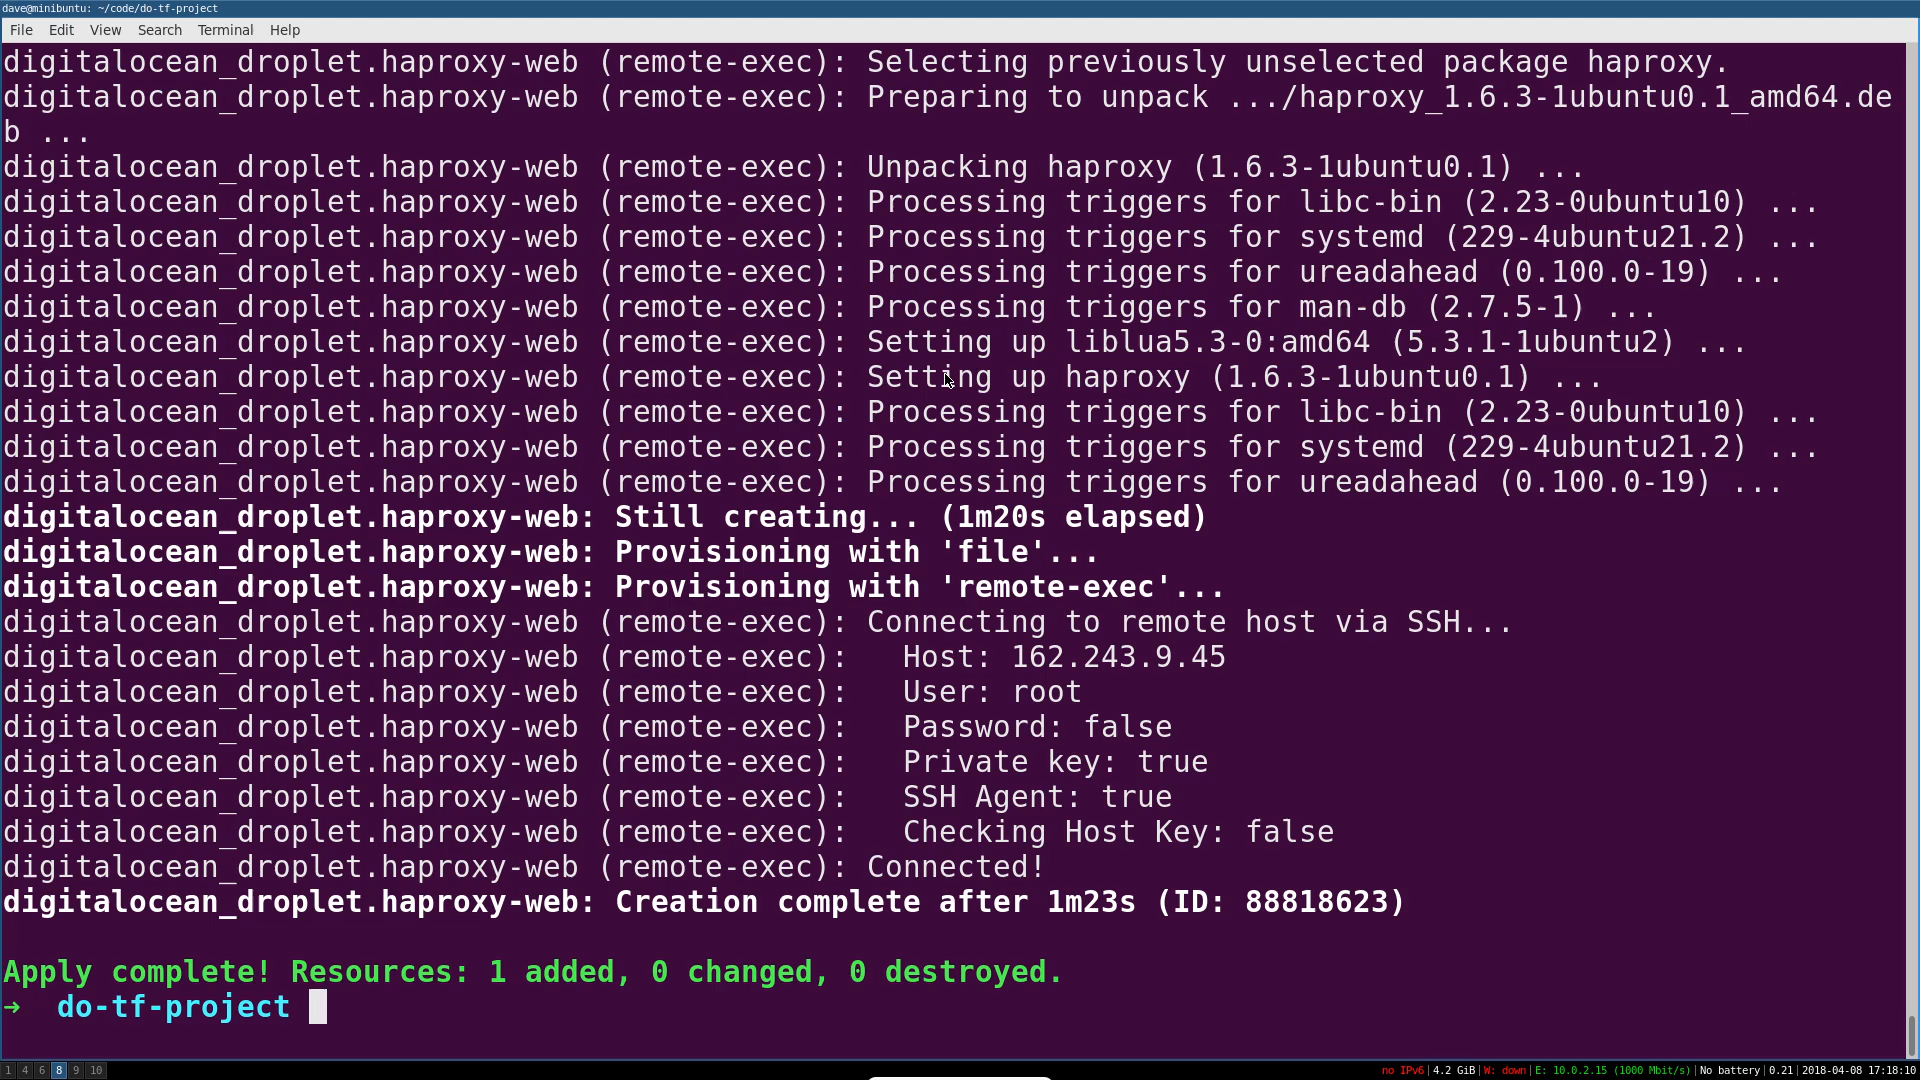 dave@minibuntu: ~/code/do-tf-project
File Edit View Search Terminal Help
digitalocean_droplet.haproxy-web (remote-exec): Selecting previously unselected package haproxy.
digitalocean_droplet.haproxy-web (remote-exec): Preparing to unpack .../haproxy_1.6.3-1ubuntu0.1_amd64.de
b ...
digitalocean_droplet.haproxy-web (remote-exec): Unpacking haproxy (1.6.3-1ubuntu0.1) ...
digitalocean_droplet.haproxy-web (remote-exec): Processing triggers for libc-bin (2.23-0ubuntu10) ...
digitalocean_droplet.haproxy-web (remote-exec): Processing triggers for systemd (229-4ubuntu21.2) ...
digitalocean_droplet.haproxy-web (remote-exec): Processing triggers for ureadahead (0.100.0-19) ...
digitalocean_droplet.haproxy-web (remote-exec): Processing triggers for man-db (2.7.5-1) ...
digitalocean_droplet.haproxy-web (remote-exec): Setting up liblua5.3-0:amd64 (5.3.1-1ubuntu2) ...
digitalocean_droplet.haproxy-web (remote-exec): Setting up haproxy (1.6.3-1ubuntu0.1) ...
digitalocean_droplet.haproxy-web (remote-exec): Processing triggers for libc-bin (2.23-0ubuntu10) ...
digitalocean_droplet.haproxy-web (remote-exec): Processing triggers for systemd (229-4ubuntu21.2) ...
digitalocean_droplet.haproxy-web (remote-exec): Processing triggers for ureadahead (0.100.0-19) ...
digitalocean_droplet.haproxy-web: Still creating... (1m20s elapsed)
digitalocean_droplet.haproxy-web: Provisioning with 'file'...
digitalocean_droplet.haproxy-web: Provisioning with 'remote-exec'...
digitalocean_droplet.haproxy-web (remote-exec): Connecting to remote host via SSH...
digitalocean_droplet.haproxy-web (remote-exec):   Host: 162.243.9.45
digitalocean_droplet.haproxy-web (remote-exec):   User: root
digitalocean_droplet.haproxy-web (remote-exec):   Password: false
digitalocean_droplet.haproxy-web (remote-exec):   Private key: true
digitalocean_droplet.haproxy-web (remote-exec):   SSH Agent: true
digitalocean_droplet.haproxy-web (remote-exec):   Checking Host Key: false
digitalocean_droplet.haproxy-web (remote-exec): Connected!
digitalocean_droplet.haproxy-web: Creation complete after 1m23s (ID: 88818623)
Apply complete! Resources: 1 added, 0 changed, 0 destroyed.
➜  do-tf-project
1 4 6 8 9 10 no IPv6|4.2 GiB|W: down|E: 10.0.2.15 (1000 Mbit/s)|No battery|0.21|2018-04-08 17:18:10